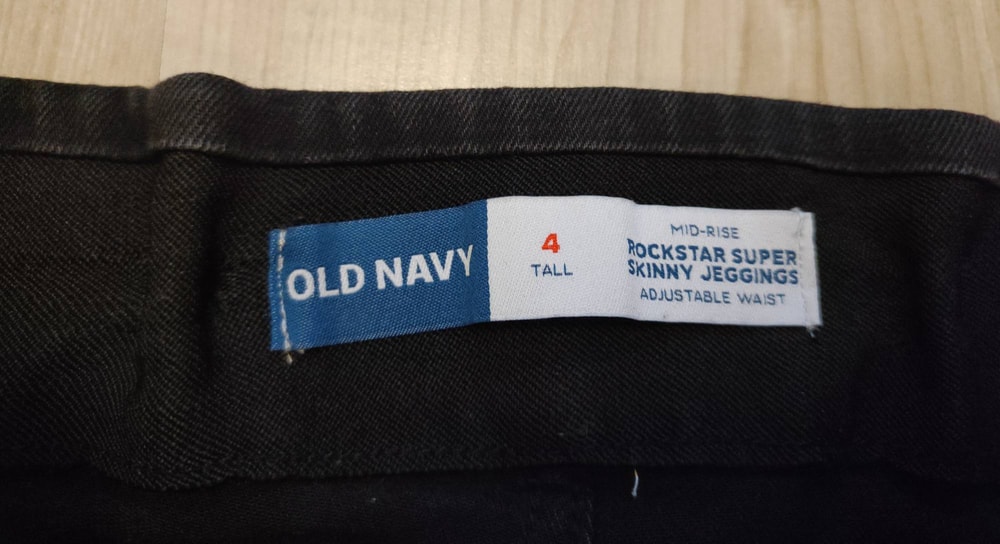 OLD NAVY
4
TALL
MID-RISE
ROCKSTAR SUPER
SKINNY JEGGINGS
ADJUSTABLE WAIST